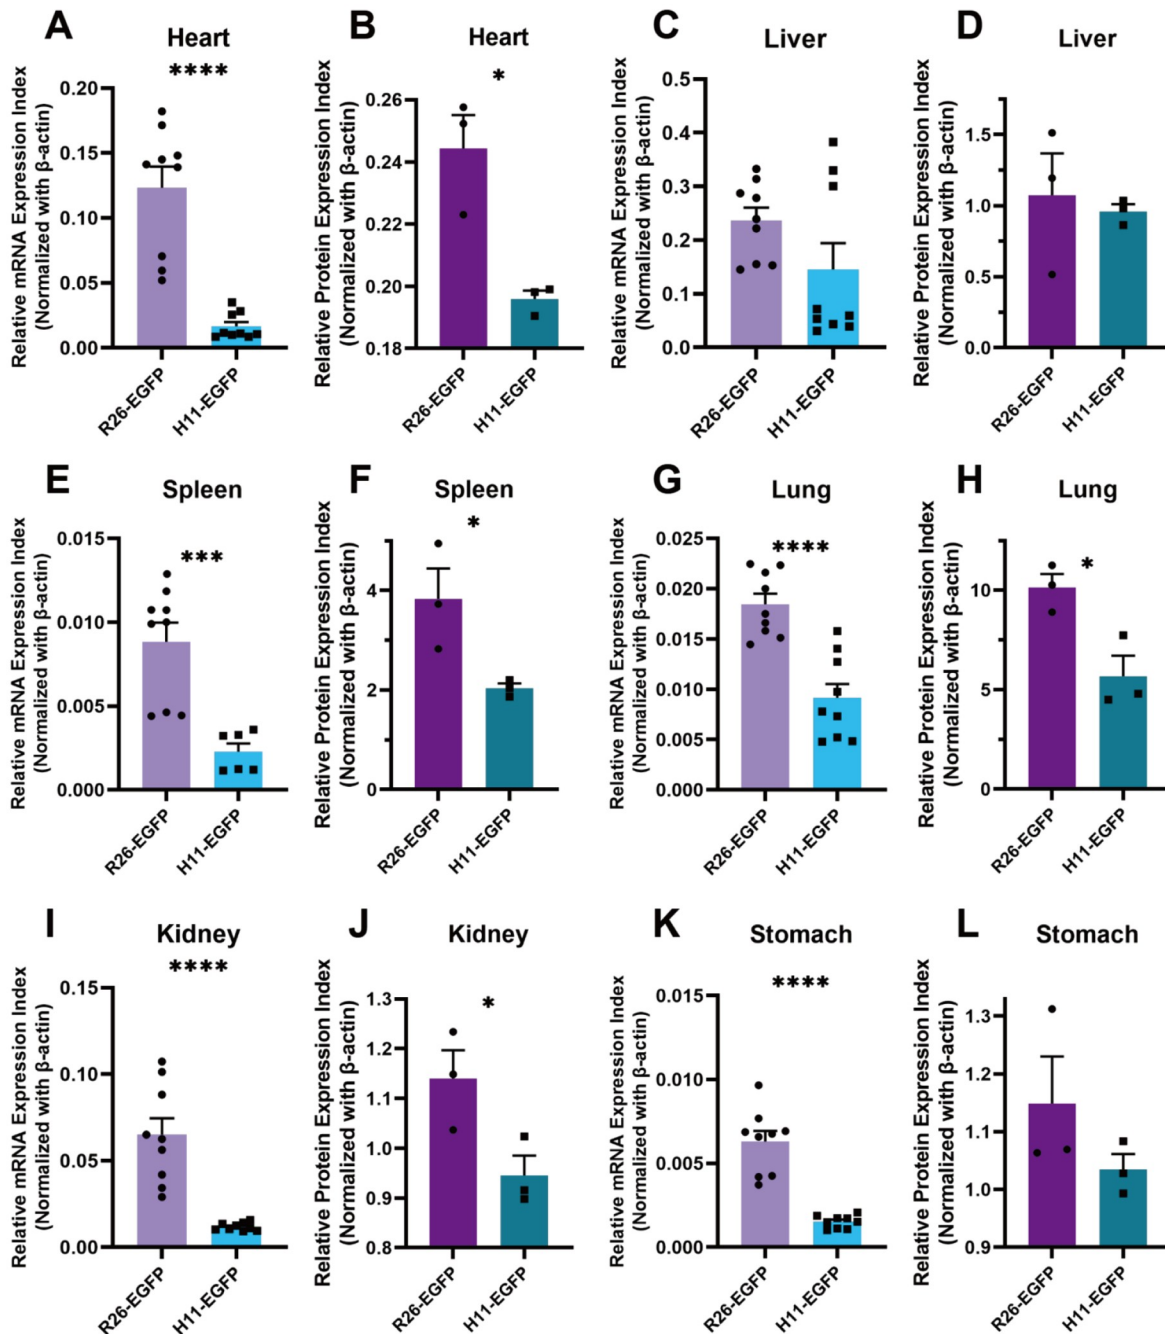 A
Heart
****
Relative mRNA Expression Index
(Normalized with β-actin)
0.20
0.15
0.10
0.05
0.00
R26-EGFP
H11-EGFP
B
Heart
*
Relative Protein Expression Index
(Normalized with β-actin)
0.26
0.24
0.22
0.20
0.18
R26-EGFP
H11-EGFP
C
Liver
Relative mRNA Expression Index
(Normalized with β-actin)
0.5
0.4
0.3
0.2
0.1
0.0
R26-EGFP
H11-EGFP
D
Liver
Relative Protein Expression Index
(Normalized with β-actin)
1.5
1.0
0.5
0.0
R26-EGFP
H11-EGFP
E
Spleen
***
Relative mRNA Expression Index
(Normalized with β-actin)
0.015
0.010
0.005
0.000
R26-EGFP
H11-EGFP
F
Spleen
*
Relative Protein Expression Index
(Normalized with β-actin)
4
2
0
R26-EGFP
H11-EGFP
G
Lung
****
Relative mRNA Expression Index
(Normalized with β-actin)
0.025
0.020
0.015
0.010
0.005
0.000
R26-EGFP
H11-EGFP
H
Lung
*
Relative Protein Expression Index
(Normalized with β-actin)
10
5
0
R26-EGFP
H11-EGFP
I
Kidney
****
Relative mRNA Expression Index
(Normalized with β-actin)
0.15
0.10
0.05
0.00
R26-EGFP
H11-EGFP
J
Kidney
*
Relative Protein Expression Index
(Normalized with β-actin)
1.3
1.2
1.1
1.0
0.9
0.8
R26-EGFP
H11-EGFP
K
Stomach
****
Relative mRNA Expression Index
(Normalized with β-actin)
0.015
0.010
0.005
0.000
R26-EGFP
H11-EGFP
L
Stomach
Relative Protein Expression Index
(Normalized with β-actin)
1.3
1.2
1.1
1.0
0.9
R26-EGFP
H11-EGFP